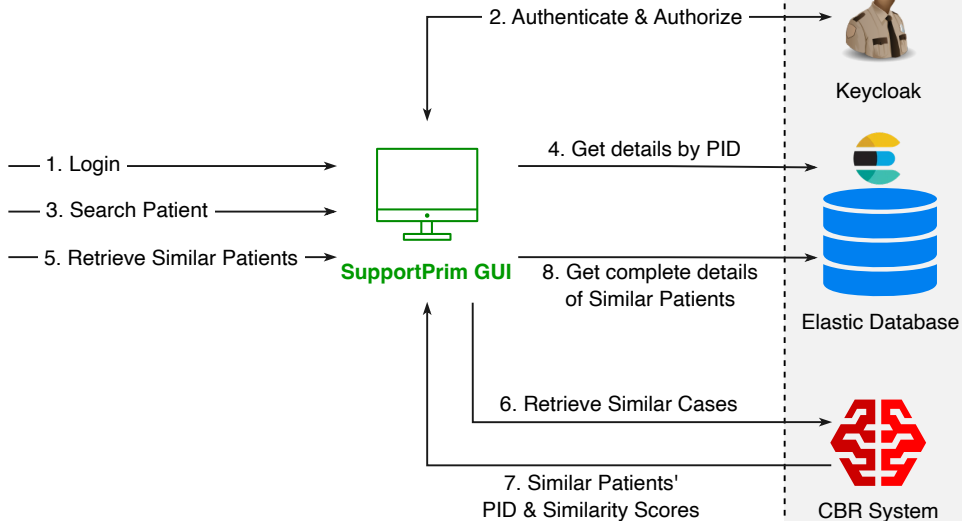 2. Authenticate & Authorize
Keycloak
1. Login
4. Get details by PID
3. Search Patient
5. Retrieve Similar Patients
SupportPrim GUI
8. Get complete details
of Similar Patients
Elastic Database
6. Retrieve Similar Cases
7. Similar Patients'
PID & Similarity Scores
CBR System